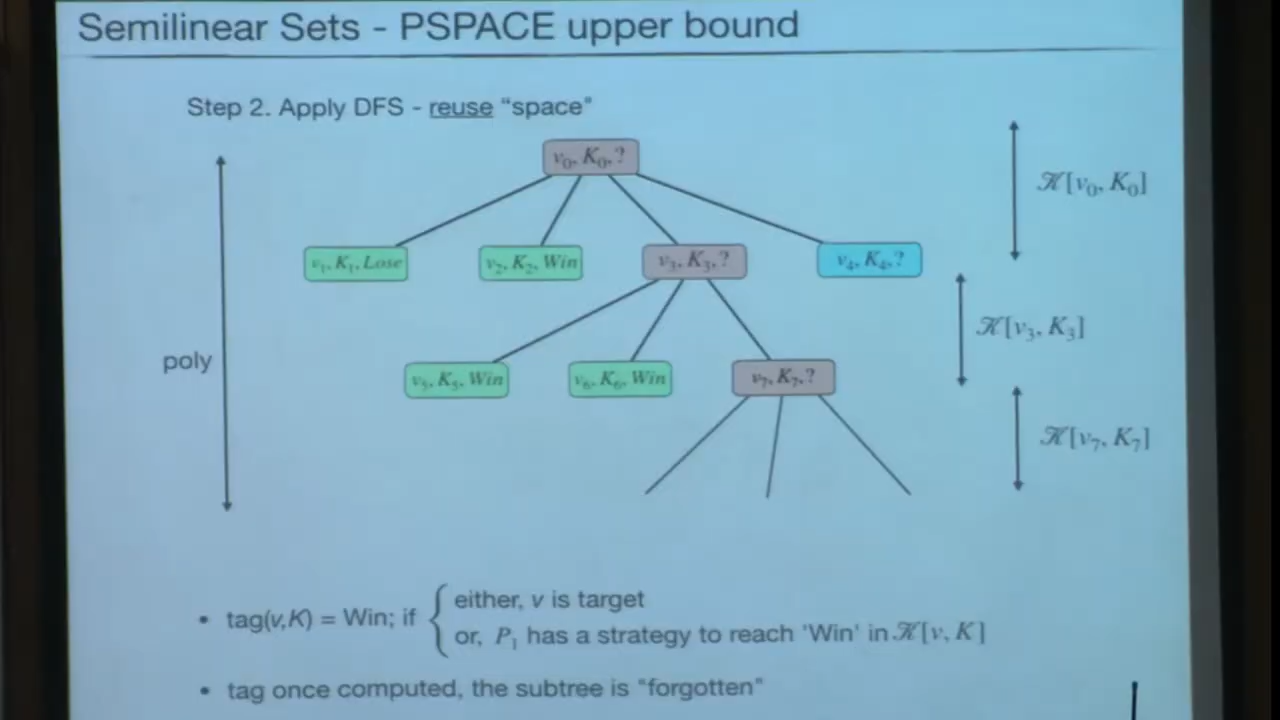 Semilinear Sets - PSPACE upper bound
Step 2. Apply DFS - reuse “space”
v₀, K₀, ?
𝒦[v₀, K₀]
v₁, K₁, Lose
v₂, K₂, Win
v₃, K₃, ?
v₄, K₄, ?
𝒦[v₃, K₃]
poly
v₅, K₅, Win
v₆, K₆, Win
v₇, K₇, ?
𝒦[v₇, K₇]
• tag(v,K) = Win; if { either, v is target
or, P₁ has a strategy to reach 'Win' in 𝒦[v, K]
• tag once computed, the subtree is “forgotten”